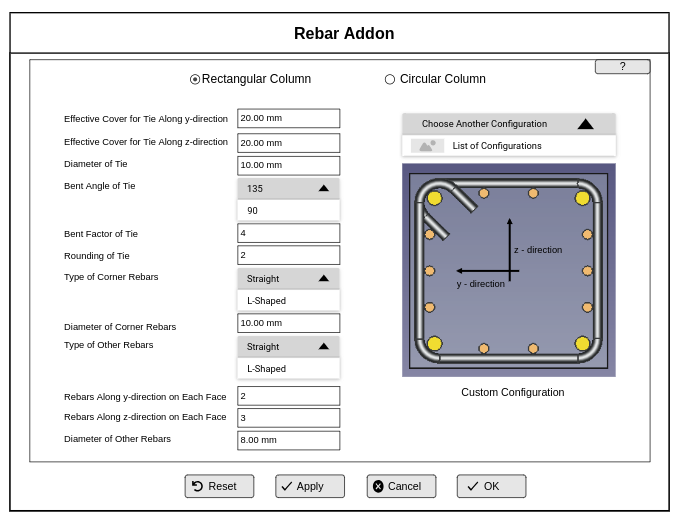 Rebar Addon
?
Rectangular Column
Circular Column
Effective Cover for Tie Along y-direction 20.00 mm
Effective Cover for Tie Along z-direction 20.00 mm
Diameter of Tie 10.00 mm
Bent Angle of Tie 135
90
Bent Factor of Tie 4
Rounding of Tie 2
Type of Corner Rebars Straight
L-Shaped
Diameter of Corner Rebars 10.00 mm
Type of Other Rebars Straight
L-Shaped
Rebars Along y-direction on Each Face 2
Rebars Along z-direction on Each Face 3
Diameter of Other Rebars 8.00 mm
Choose Another Configuration
List of Configurations
z - direction
y - direction
Custom Configuration
Reset
Apply
Cancel
OK